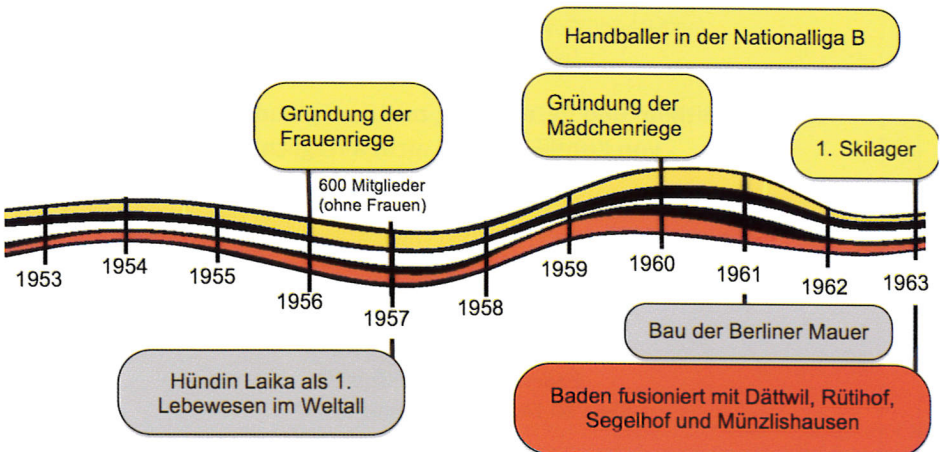 Handballer in der Nationalliga B
Gründung der
Frauenriege
Gründung der
Mädchenriege
1. Skilager
600 Mitglieder
(ohne Frauen)
1953
1954
1955
1956
1957
1958
1959
1960
1961
1962
1963
Hündin Laika als 1.
Lebewesen im Weltall
Bau der Berliner Mauer
Baden fusioniert mit Dättwil, Rütihof,
Segelhof und Münzlishausen